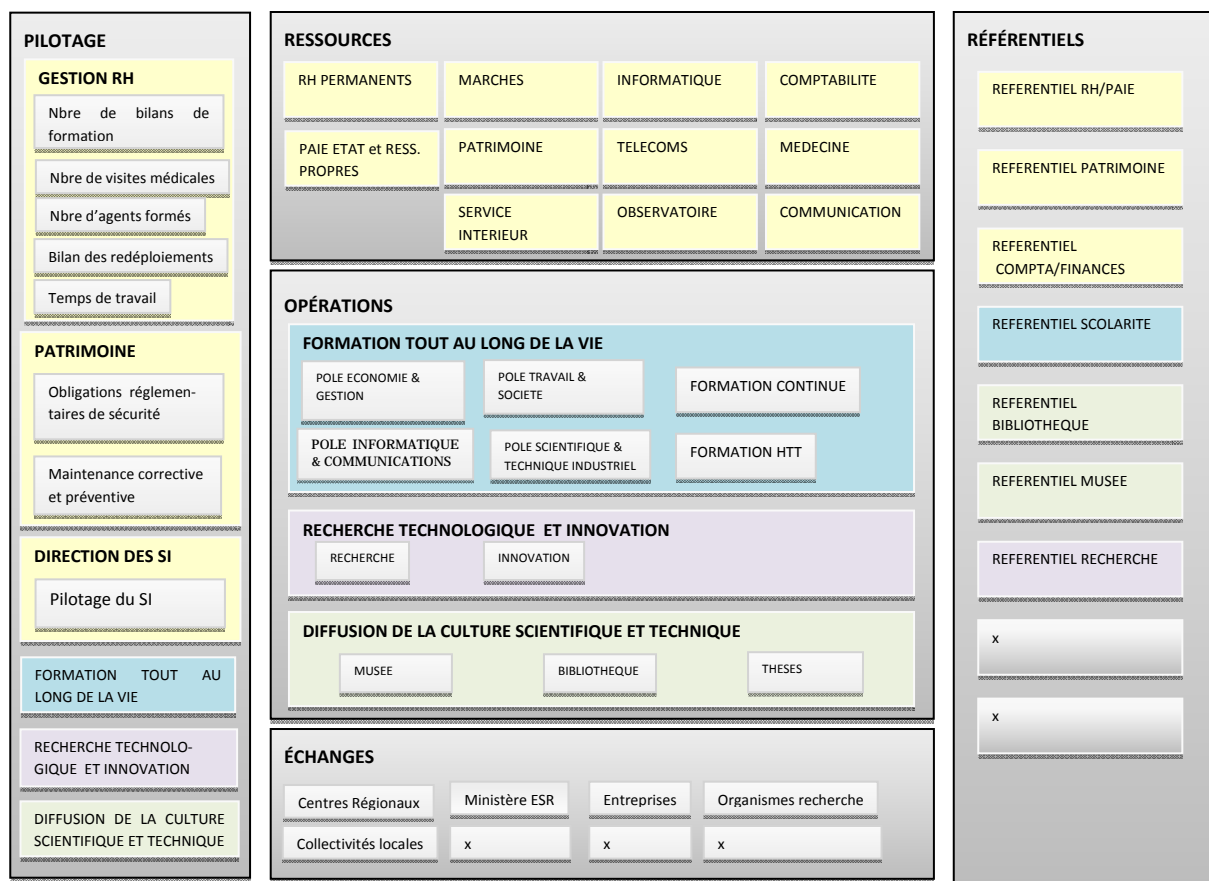 PILOTAGE
GESTION RH
Nbre de bilans de
formation
Nbre de visites médicales
Nbre d'agents formés
Bilan des redéploiements
Temps de travail
PATRIMOINE
Obligations réglemen-
taires de sécurité
Maintenance corrective
et préventive
DIRECTION DES SI
Pilotage du SI
FORMATION TOUT AU
LONG DE LA VIE
RECHERCHE TECHNOLO-
GIQUE ET INNOVATION
DIFFUSION DE LA CULTURE
SCIENTIFIQUE ET TECHNIQUE
RESSOURCES
RH PERMANENTS
MARCHES
INFORMATIQUE
COMPTABILITE
PAIE ETAT et RESS.
PROPRES
PATRIMOINE
TELECOMS
MEDECINE
SERVICE
INTERIEUR
OBSERVATOIRE
COMMUNICATION
OPÉRATIONS
FORMATION TOUT AU LONG DE LA VIE
POLE ECONOMIE &
GESTION
POLE TRAVAIL &
SOCIETE
FORMATION CONTINUE
POLE INFORMATIQUE
& COMMUNICATIONS
POLE SCIENTIFIQUE &
TECHNIQUE INDUSTRIEL
FORMATION HTT
RECHERCHE TECHNOLOGIQUE ET INNOVATION
RECHERCHE
INNOVATION
DIFFUSION DE LA CULTURE SCIENTIFIQUE ET TECHNIQUE
MUSEE
BIBLIOTHEQUE
THESES
ÉCHANGES
Centres Régionaux
Ministère ESR
Entreprises
Organismes recherche
Collectivités locales
x
x
x
RÉFÉRENTIELS
REFERENTIEL RH/PAIE
REFERENTIEL PATRIMOINE
REFERENTIEL
COMPTA/FINANCES
REFERENTIEL SCOLARITE
REFERENTIEL
BIBLIOTHEQUE
REFERENTIEL MUSEE
REFERENTIEL RECHERCHE
x
x